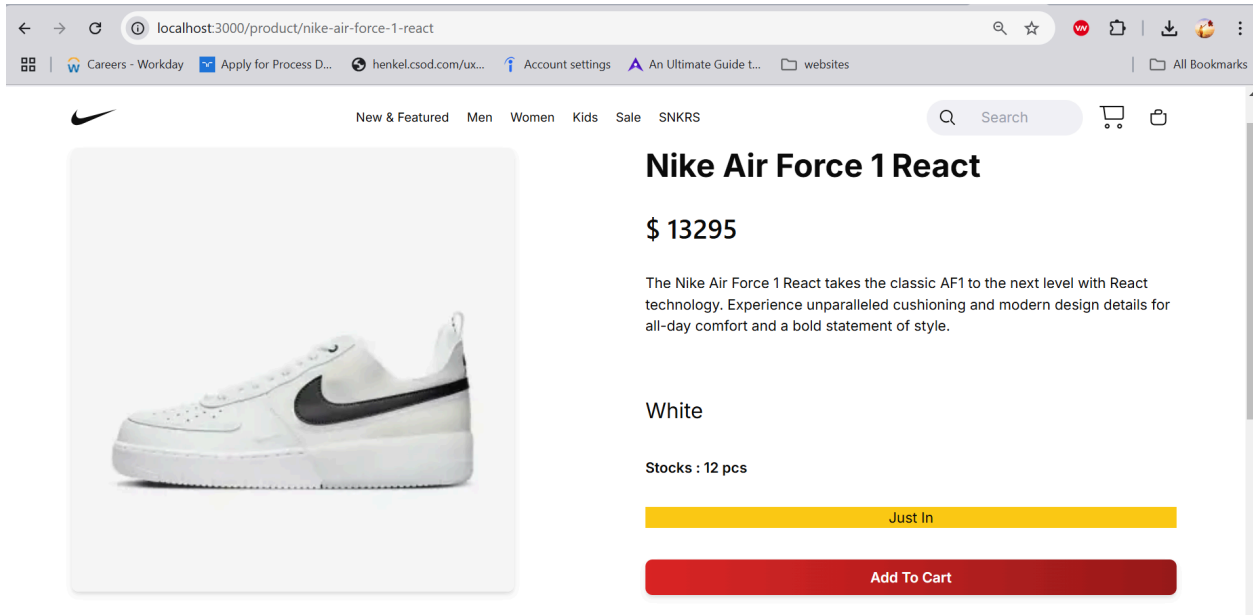 localhost:3000/product/nike-air-force-1-react
Careers - Workday
Apply for Process D...
henkel.csod.com/ux...
Account settings
An Ultimate Guide t...
websites
All Bookmarks
New & Featured Men Women Kids Sale SNKRS
Search
Nike Air Force 1 React
$ 13295
The Nike Air Force 1 React takes the classic AF1 to the next level with React
technology. Experience unparalleled cushioning and modern design details for
all-day comfort and a bold statement of style.
White
Stocks : 12 pcs
Just In
Add To Cart